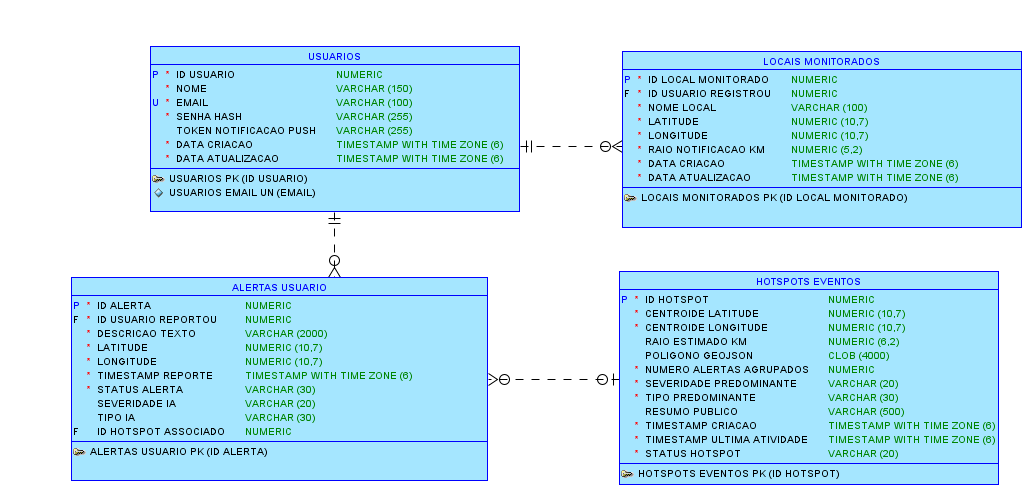 USUARIOS
P * ID USUARIO NUMERIC
* NOME VARCHAR (150)
U * EMAIL VARCHAR (100)
* SENHA HASH VARCHAR (255)
TOKEN NOTIFICACAO PUSH VARCHAR (255)
* DATA CRIACAO TIMESTAMP WITH TIME ZONE (6)
* DATA ATUALIZACAO TIMESTAMP WITH TIME ZONE (6)
USUARIOS PK (ID USUARIO)
USUARIOS EMAIL UN (EMAIL)
LOCAIS MONITORADOS
P * ID LOCAL MONITORADO NUMERIC
F * ID USUARIO REGISTROU NUMERIC
* NOME LOCAL VARCHAR (100)
* LATITUDE NUMERIC (10,7)
* LONGITUDE NUMERIC (10,7)
* RAIO NOTIFICACAO KM NUMERIC (5,2)
* DATA CRIACAO TIMESTAMP WITH TIME ZONE (6)
* DATA ATUALIZACAO TIMESTAMP WITH TIME ZONE (6)
LOCAIS MONITORADOS PK (ID LOCAL MONITORADO)
ALERTAS USUARIO
P * ID ALERTA NUMERIC
F * ID USUARIO REPORTOU NUMERIC
* DESCRICAO TEXTO VARCHAR (2000)
* LATITUDE NUMERIC (10,7)
* LONGITUDE NUMERIC (10,7)
* TIMESTAMP REPORTE TIMESTAMP WITH TIME ZONE (6)
* STATUS ALERTA VARCHAR (30)
SEVERIDADE IA VARCHAR (20)
TIPO IA VARCHAR (30)
F ID HOTSPOT ASSOCIADO NUMERIC
ALERTAS USUARIO PK (ID ALERTA)
HOTSPOTS EVENTOS
P * ID HOTSPOT NUMERIC
* CENTROIDE LATITUDE NUMERIC (10,7)
* CENTROIDE LONGITUDE NUMERIC (10,7)
RAIO ESTIMADO KM NUMERIC (6,2)
POLIGONO GEOJSON CLOB (4000)
* NUMERO ALERTAS AGRUPADOS NUMERIC
* SEVERIDADE PREDOMINANTE VARCHAR (20)
* TIPO PREDOMINANTE VARCHAR (30)
RESUMO PUBLICO VARCHAR (500)
* TIMESTAMP CRIACAO TIMESTAMP WITH TIME ZONE (6)
* TIMESTAMP ULTIMA ATIVIDADE TIMESTAMP WITH TIME ZONE (6)
* STATUS HOTSPOT VARCHAR (20)
HOTSPOTS EVENTOS PK (ID HOTSPOT)